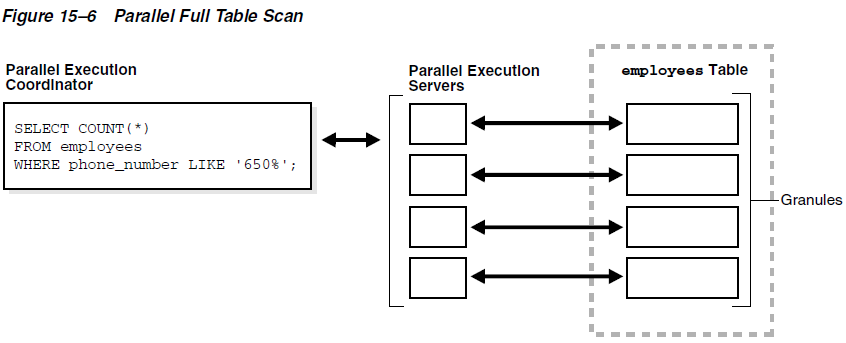 Figure 15–6 Parallel Full Table Scan
Parallel Execution
Coordinator
SELECT COUNT(*)
FROM employees
WHERE phone_number LIKE '650%';
Parallel Execution
Servers
employees Table
Granules